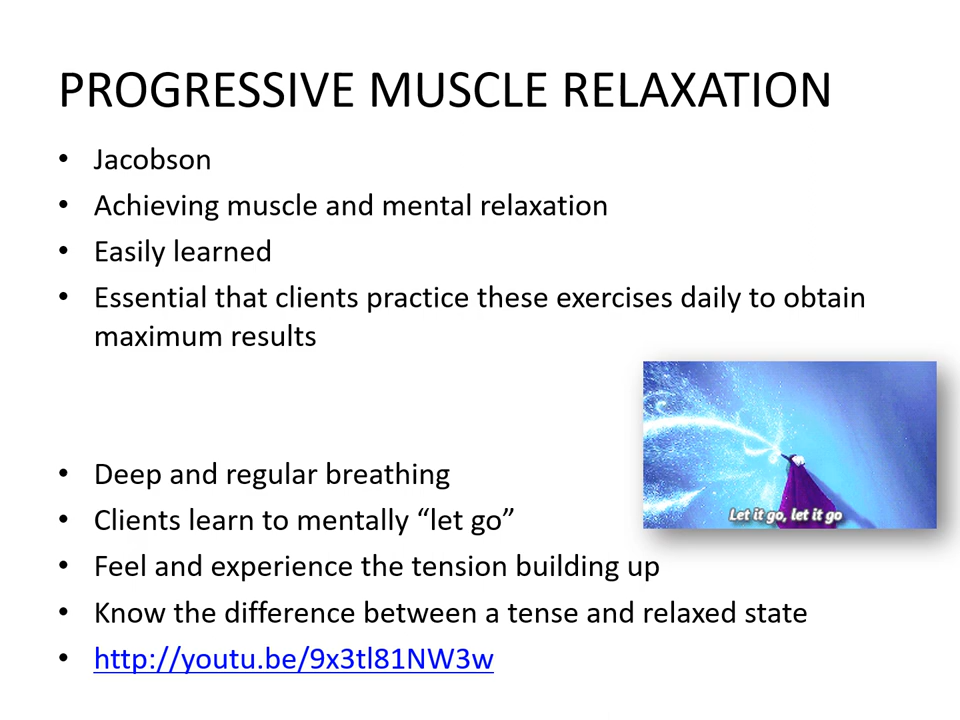 PROGRESSIVE MUSCLE RELAXATION
• Jacobson
• Achieving muscle and mental relaxation
• Easily learned
• Essential that clients practice these exercises daily to obtain
maximum results
• Deep and regular breathing
• Clients learn to mentally “let go”
Let it go, let it go
• Feel and experience the tension building up
• Know the difference between a tense and relaxed state
• http://youtu.be/9x3tl81NW3w